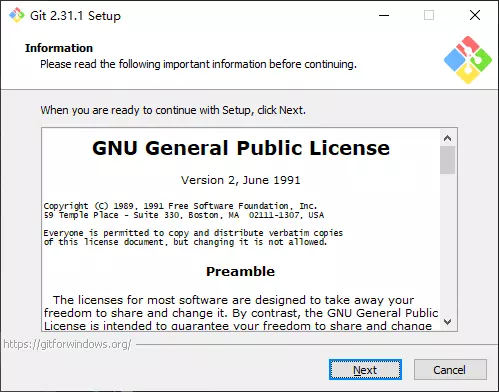 Git 2.31.1 Setup
Information
Please read the following important information before continuing.
When you are ready to continue with Setup, click Next.
GNU General Public License
Version 2, June 1991
Copyright (C) 1989, 1991 Free Software Foundation, Inc.
59 Temple Place - Suite 330, Boston, MA  02111-1307, USA
Everyone is permitted to copy and distribute verbatim copies
of this license document, but changing it is not allowed.
Preamble
The licenses for most software are designed to take away your
freedom to share and change it. By contrast, the GNU General Public
License is intended to guarantee your freedom to share and change
https://gitforwindows.org/
Next
Cancel